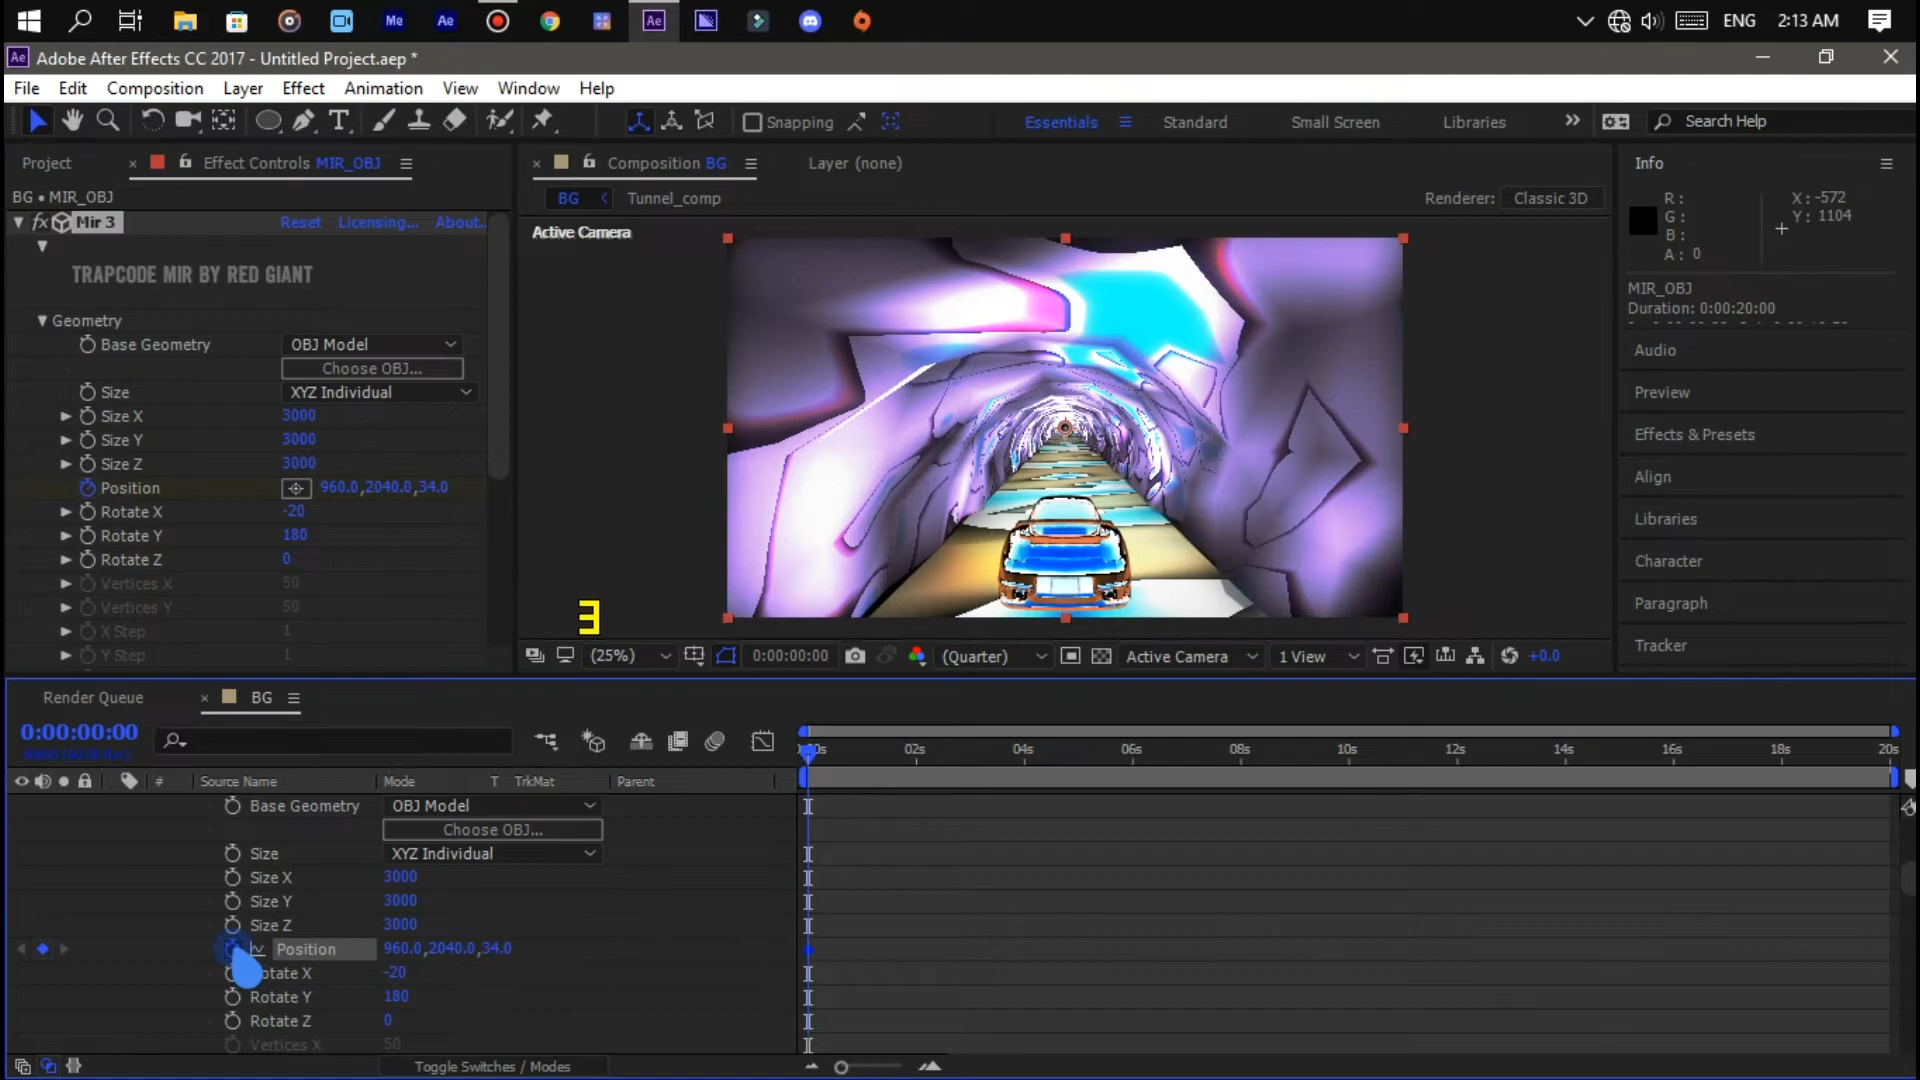 Me
Ae
Ae
ENG
2:13 AM
Ae Adobe After Effects CC 2017 - Untitled Project.aep *
File Edit Composition Layer Effect Animation View Window Help
T
Snapping
Essentials
Standard
Small Screen
Libraries
Search Help
Project
Effect Controls MIR_OBJ
BG • MIR_OBJ
fx Mir 3
Reset
Licensing...
About..
TRAPCODE MIR BY RED GIANT
Geometry
Base Geometry
OBJ Model
Choose OBJ...
Size
XYZ Individual
Size X
3000
Size Y
3000
Size Z
3000
Position
960.0,2040.0,34.0
Rotate X
-20
Rotate Y
180
Rotate Z
0
Vertices X
50
Vertices Y
50
X Step
1
Y Step
1
Composition BG
Layer (none)
BG
Tunnel_comp
Renderer:
Classic 3D
Active Camera
3
(25%)
0:00:00:00
(Quarter)
Active Camera
1 View
+0.0
Info
R:
G:
B:
A: 0
X: -572
Y: 1104
MIR_OBJ
Duration: 0:00:20:00
Audio
Preview
Effects & Presets
Align
Libraries
Character
Paragraph
Tracker
Render Queue
BG
0:00:00:00
02s
04s
06s
08s
10s
12s
14s
16s
18s
20s
#
Source Name
Mode
T
TrkMat
Parent
Base Geometry
OBJ Model
Choose OBJ...
Size
XYZ Individual
Size X
3000
Size Y
3000
Size Z
3000
Position
960.0,2040.0,34.0
Rotate X
-20
Rotate Y
180
Rotate Z
0
Vertices X
50
Toggle Switches / Modes